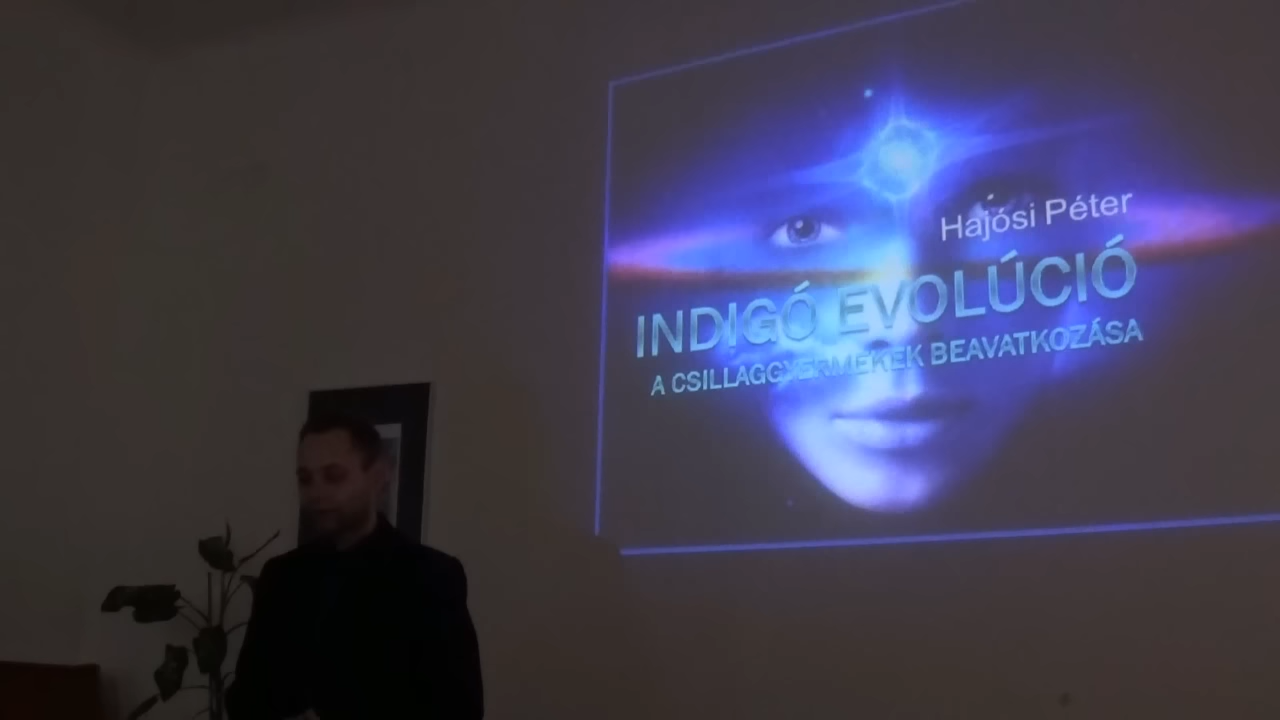 Hajósi Péter
INDIGÓ EVOLÚCIÓ
A CSILLAGGYERMEKEK BEAVATKOZÁSA